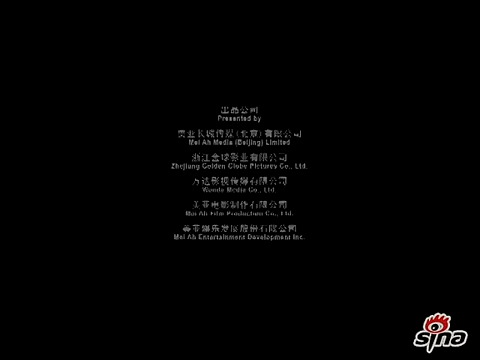 出品公司
Presented by
美亚长城传媒(北京)有限公司
Mei Ah Media (Beijing) Limited
浙江金球影业有限公司
Zhejiang Golden Globe Pictures Co., Ltd.
万达影视传媒有限公司
Wanda Media Co., Ltd.
美亚电影制作有限公司
Mei Ah Film Production Co., Ltd.
美亚娱乐发展股份有限公司
Mei Ah Entertainment Development Inc.
sina